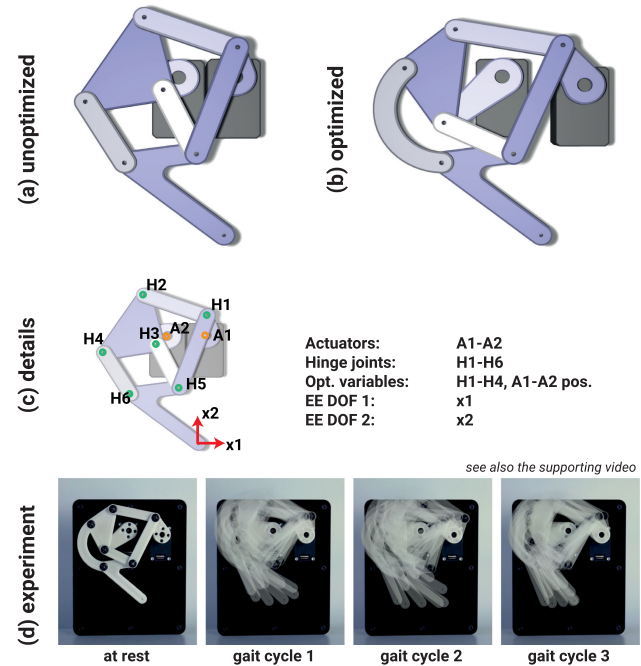 (a) unoptimized
(b) optimized
(c) details
H2
H1
H3
A2
A1
H4
H5
H6
x2
x1
Actuators: A1-A2
Hinge joints: H1-H6
Opt. variables: H1-H4, A1-A2 pos.
EE DOF 1: x1
EE DOF 2: x2
see also the supporting video
(d) experiment
at rest
gait cycle 1
gait cycle 2
gait cycle 3